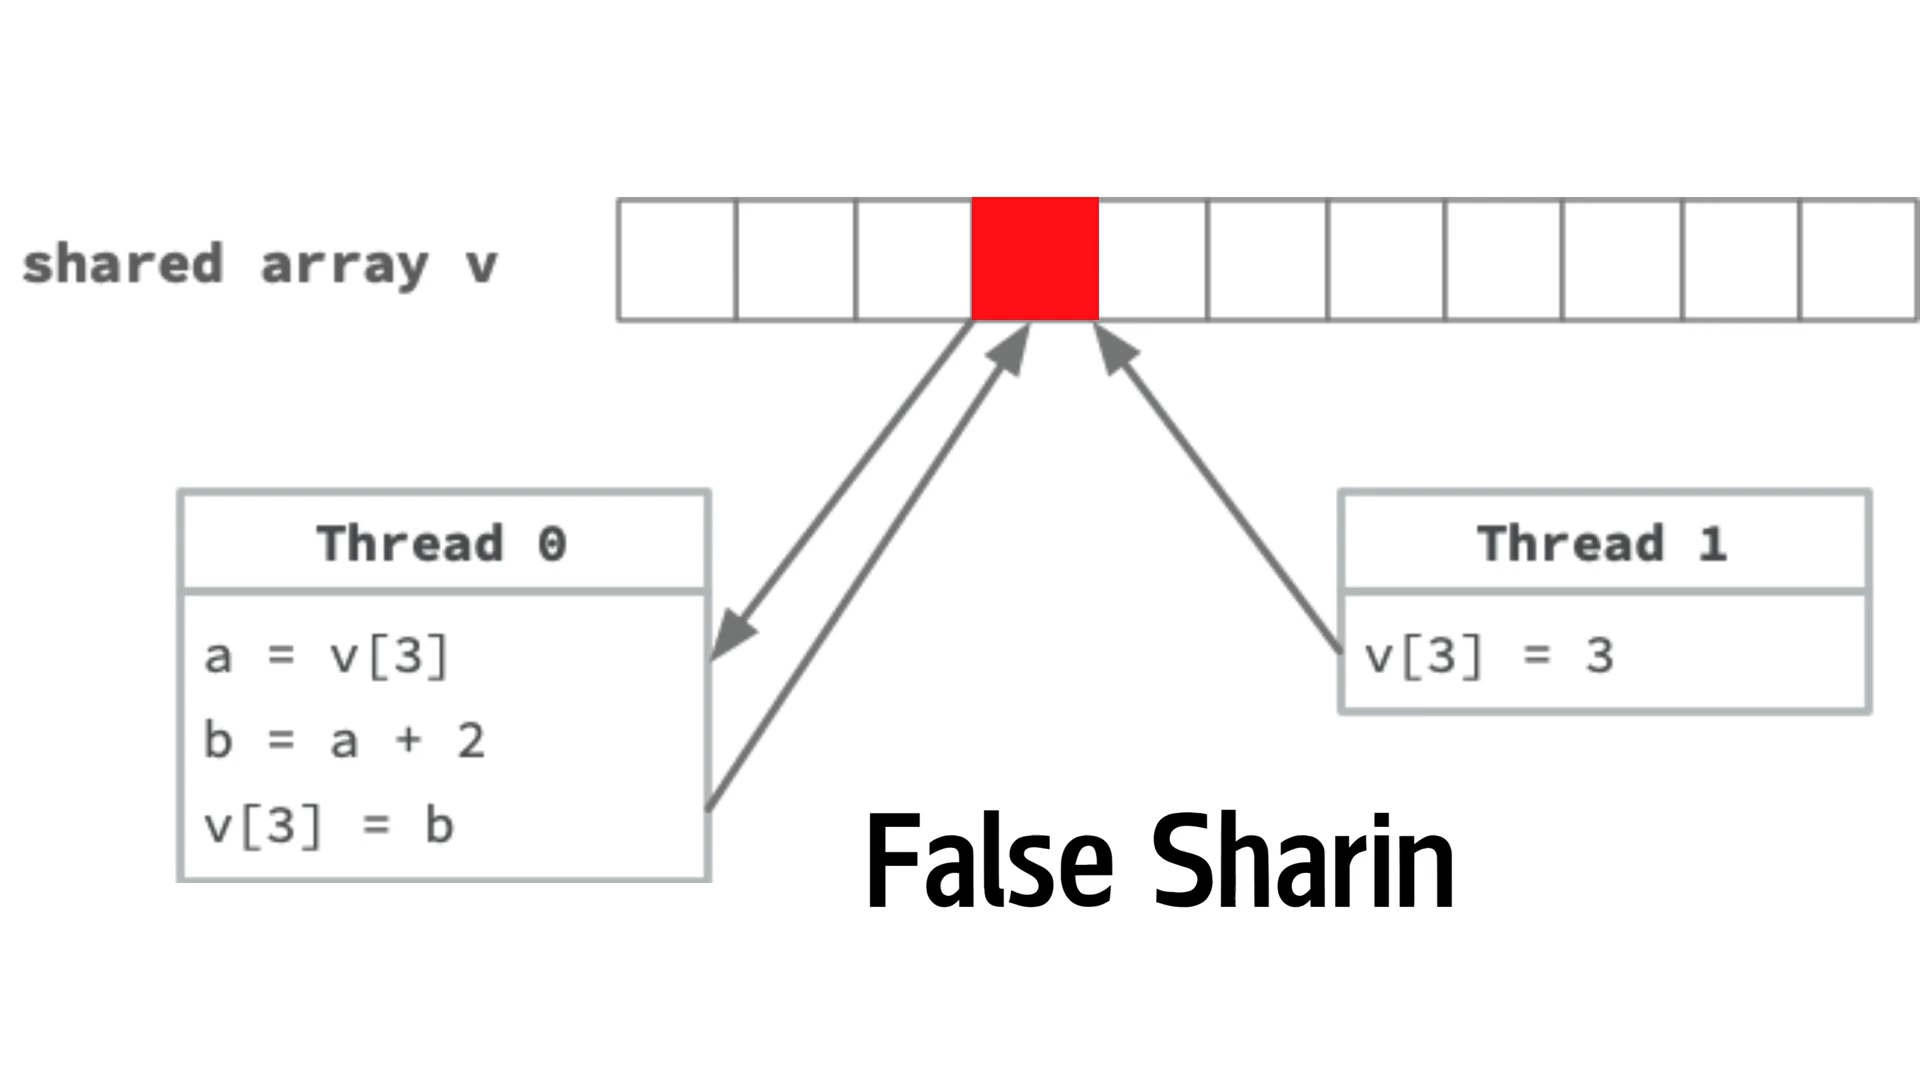 shared array v
Thread 0
a = v[3]
b = a + 2
v[3] = b
Thread 1
v[3] = 3
False Sharin